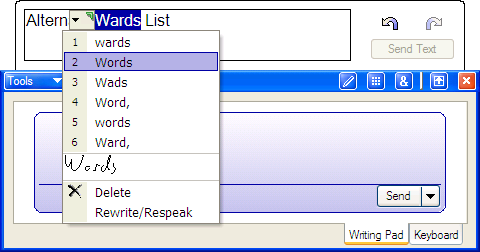 Altern Wards List
1 wards
2 Words
3 Wads
4 Word,
5 words
6 Ward,
Words
Delete
Rewrite/Respeak
Send Text
Tools
&
Send
Writing Pad Keyboard